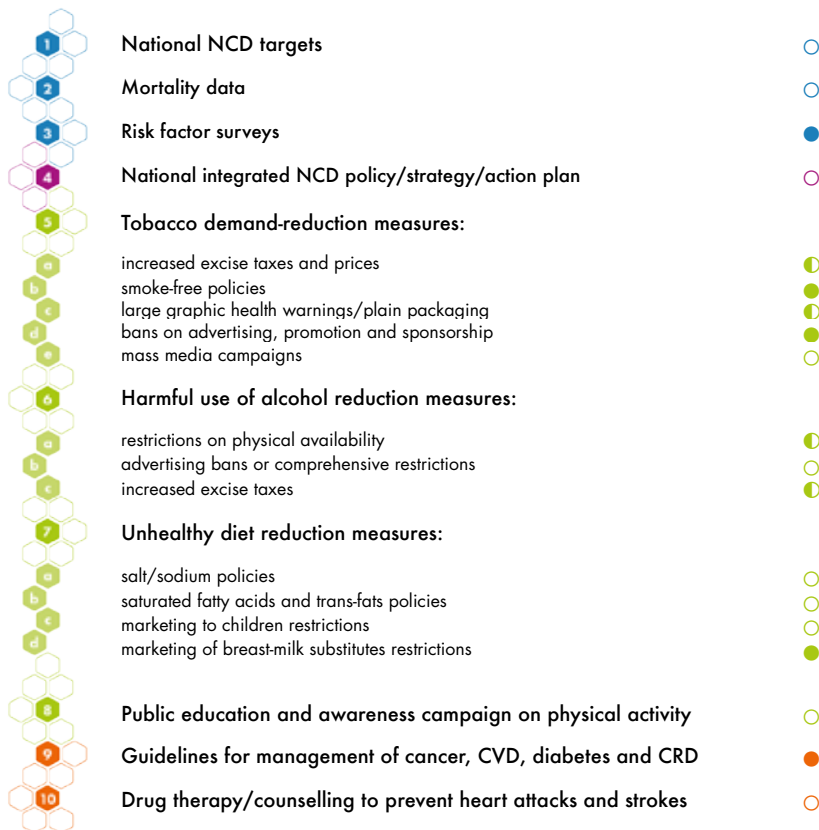 1 National NCD targets
2 Mortality data
3 Risk factor surveys
4 National integrated NCD policy/strategy/action plan
5 Tobacco demand-reduction measures:
a increased excise taxes and prices
b smoke-free policies
c large graphic health warnings/plain packaging
d bans on advertising, promotion and sponsorship
e mass media campaigns
6 Harmful use of alcohol reduction measures:
a restrictions on physical availability
b advertising bans or comprehensive restrictions
c increased excise taxes
7 Unhealthy diet reduction measures:
a salt/sodium policies
b saturated fatty acids and trans-fats policies
c marketing to children restrictions
d marketing of breast-milk substitutes restrictions
8 Public education and awareness campaign on physical activity
9 Guidelines for management of cancer, CVD, diabetes and CRD
10 Drug therapy/counselling to prevent heart attacks and strokes